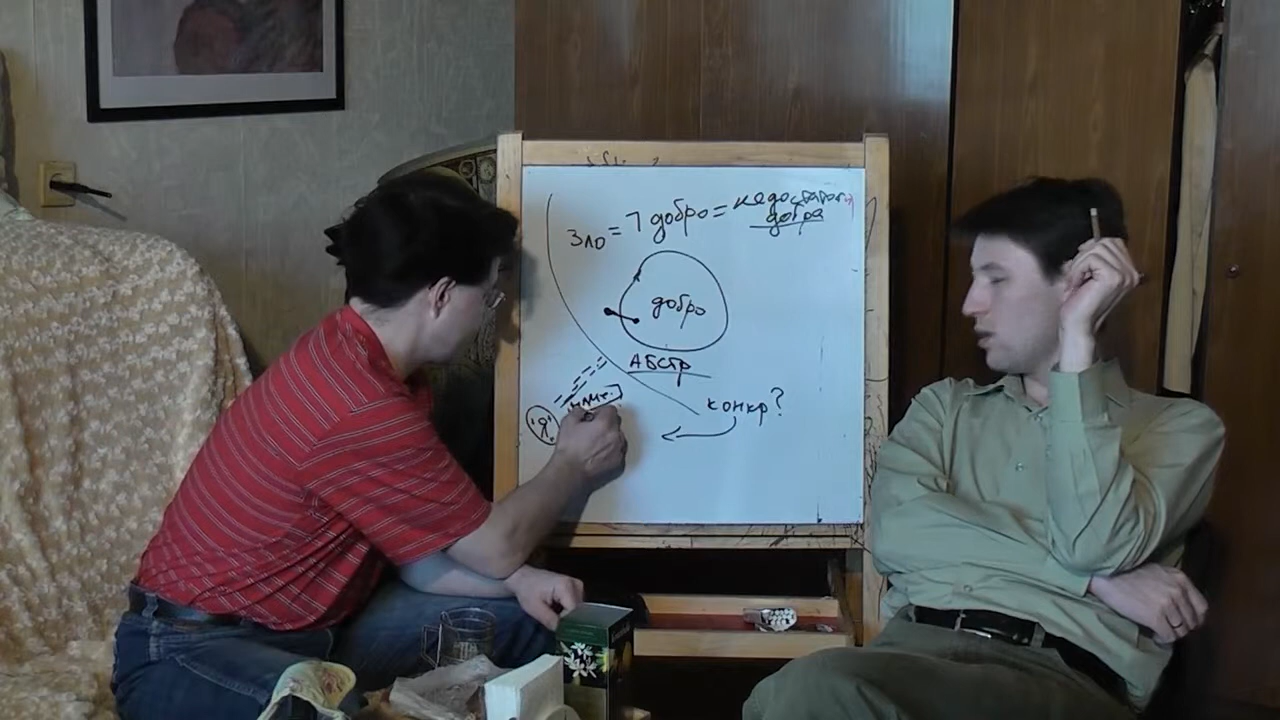 Зло = ┐ добро = недостаток
добра
добро
АБСТР
конкр?
"Я"